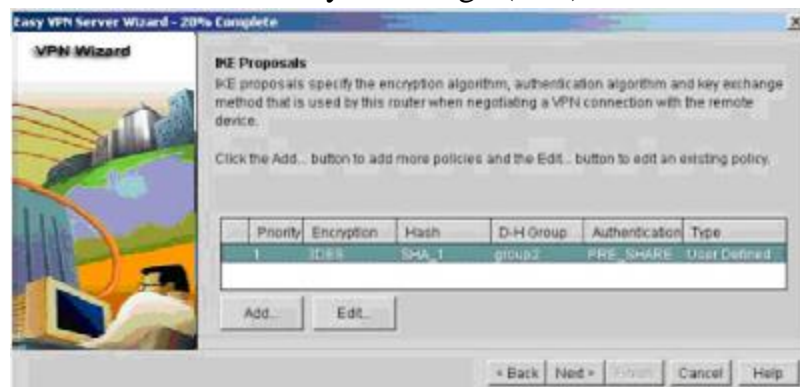 Easy VPN Server Wizard - 20% Complete
VPN Wizard
IKE Proposals
IKE proposals specify the encryption algorithm, authentication algorithm and key exchange
method that is used by this router when negotiating a VPN connection with the remote
device.
Click the Add... button to add more policies and the Edit... button to edit an existing policy.
Priority Encryption Hash D-H Group Authentication Type
1 3DES SHA_1 group2 PRE_SHARE User Defined
Add... Edit...
< Back Next > Finish Cancel Help